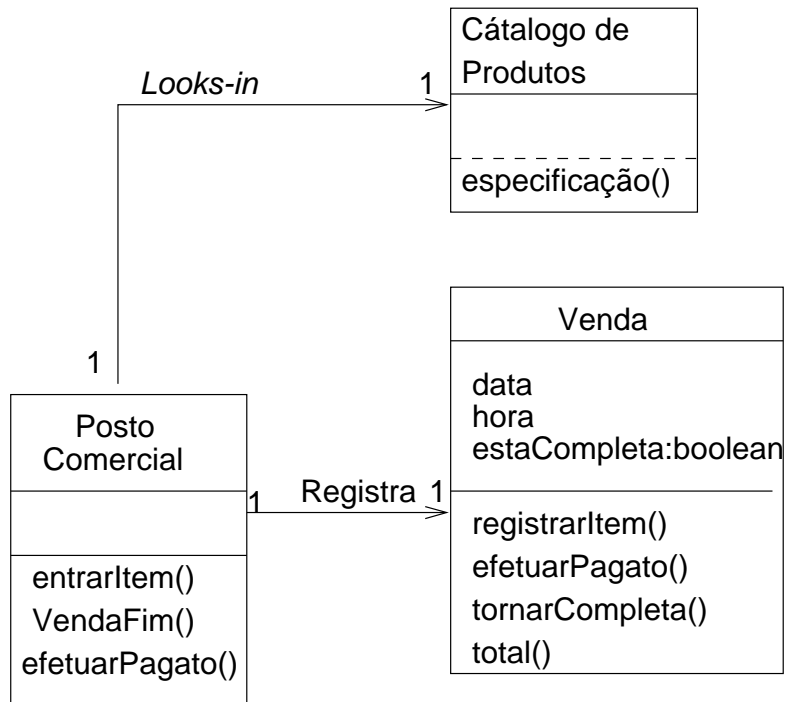 Cátalogo de
Produtos
especificação()
Looks-in
1
1
Posto
Comercial
entrarItem()
VendaFim()
efetuarPagato()
1
Registra
1
Venda
data
hora
estaCompleta:boolean
registrarItem()
efetuarPagato()
tornarCompleta()
total()